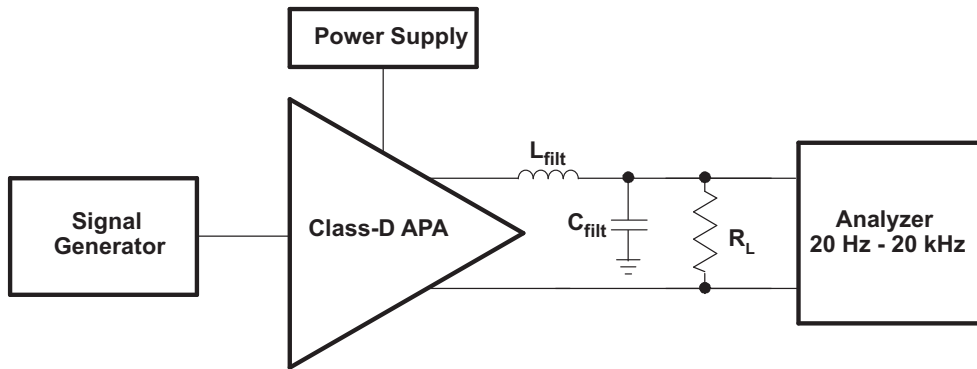 Power Supply
Signal
Generator
Class-D APA
Lfilt
Cfilt
RL
Analyzer
20 Hz - 20 kHz